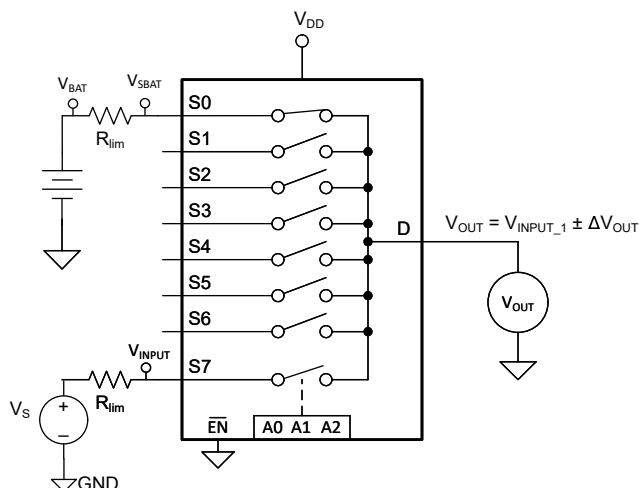 VDD
VBAT
VSBAT
Rlim
S0
S1
S2
S3
S4
S5
S6
S7
D
VOUT = VINPUT_1 ± ΔVOUT
VOUT
VINPUT
Rlim
VS
+
−
GND
EN
A0 A1 A2